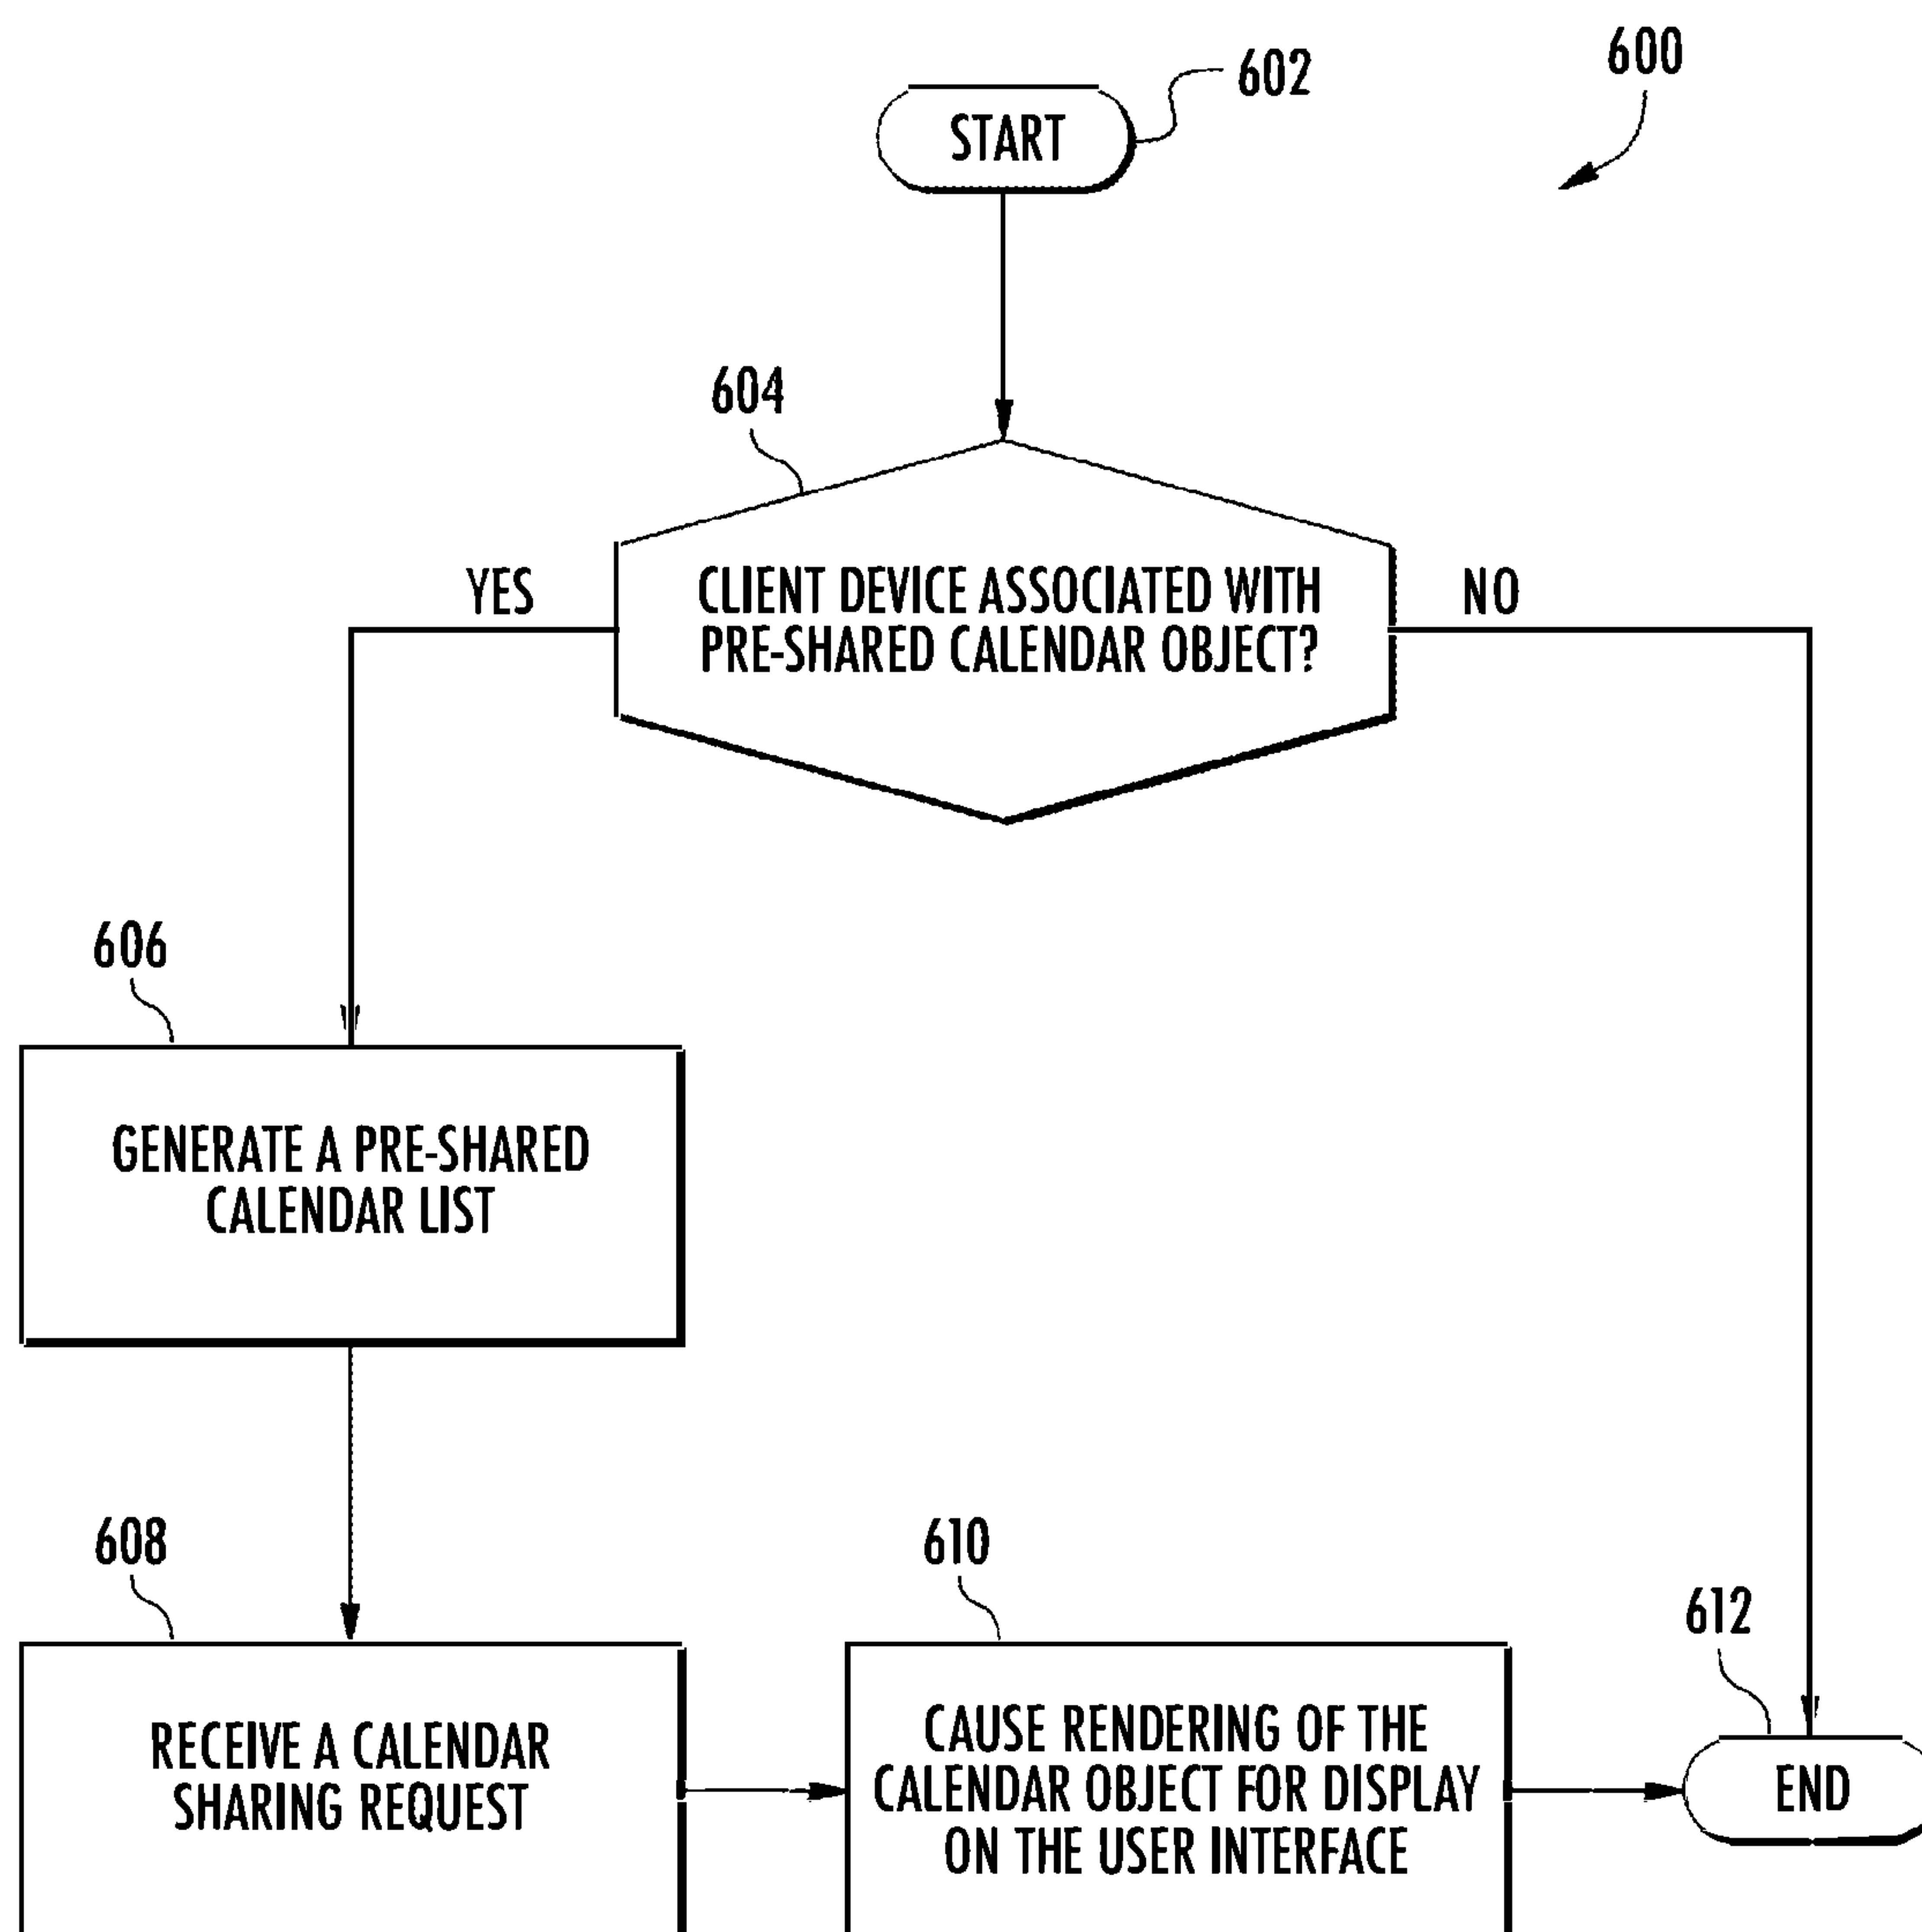 600
602
START
604
CLIENT DEVICE ASSOCIATED WITH
PRE-SHARED CALENDAR OBJECT?
YES
NO
606
GENERATE A PRE-SHARED
CALENDAR LIST
608
RECEIVE A CALENDAR
SHARING REQUEST
610
CAUSE RENDERING OF THE
CALENDAR OBJECT FOR DISPLAY
ON THE USER INTERFACE
612
END